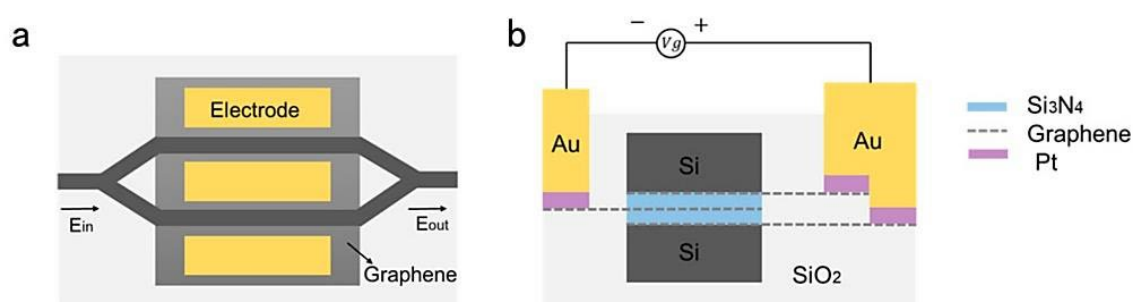 a
Electrode
Ein
Eout
Graphene
b
− Vg +
Au
Si
Au
Si
SiO2
Si3N4
Graphene
Pt